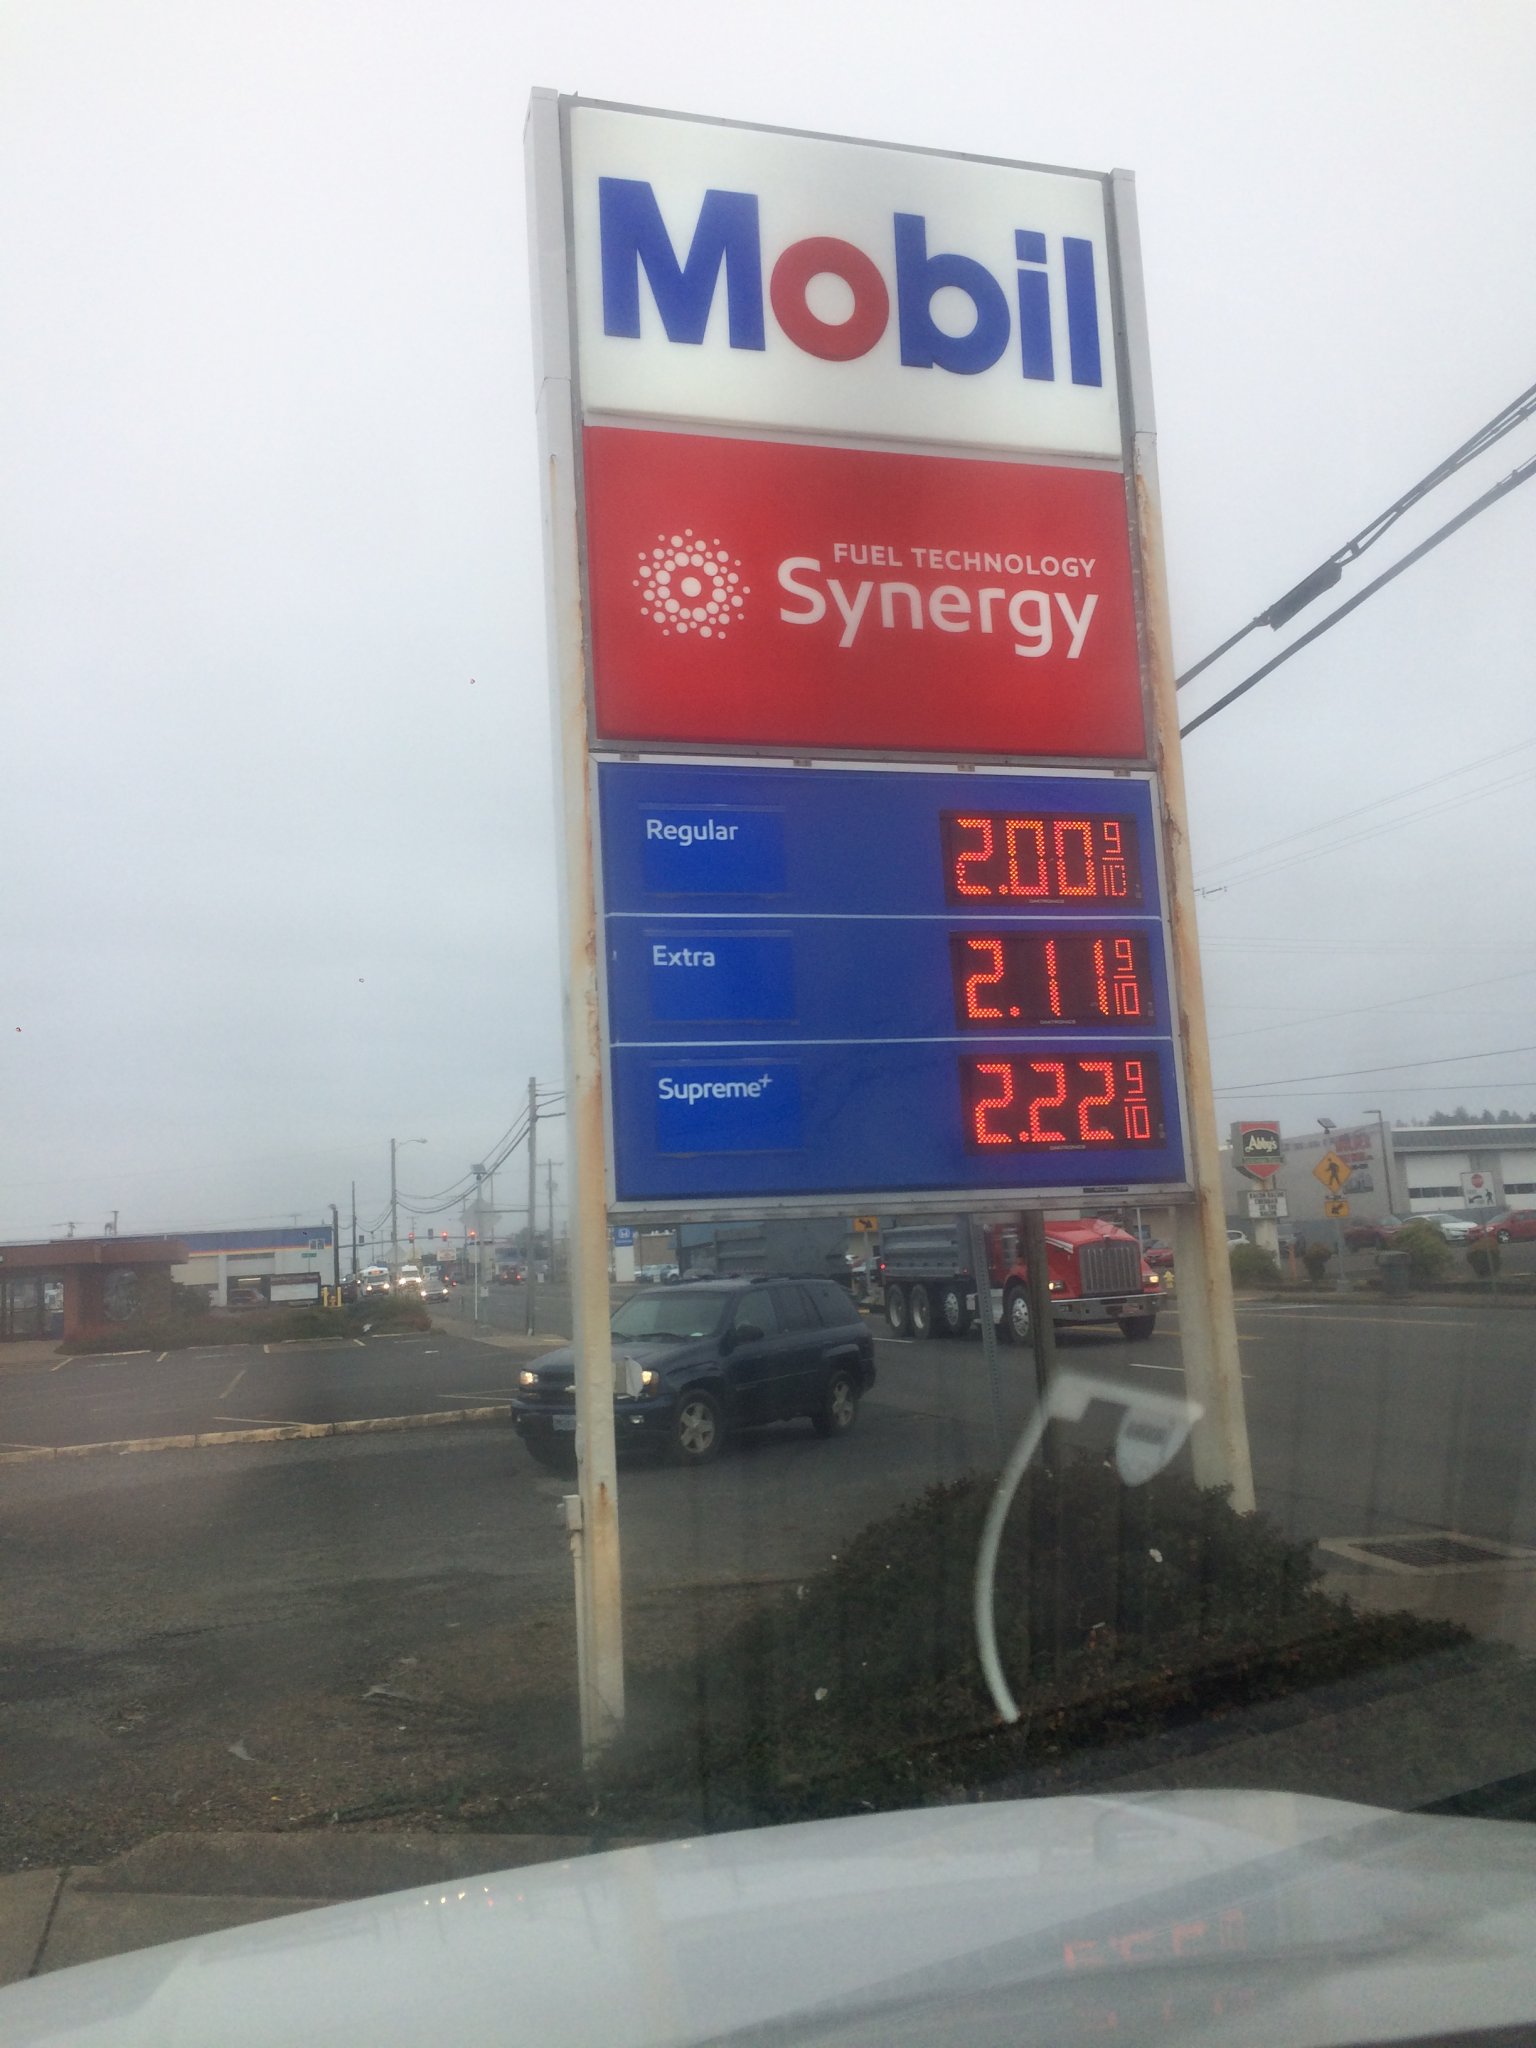 Mobil
FUEL TECHNOLOGY
Synergy
Regular 2.00 9/10
Extra 2.11 9/10
Supreme+ 2.22 9/10
Abby's